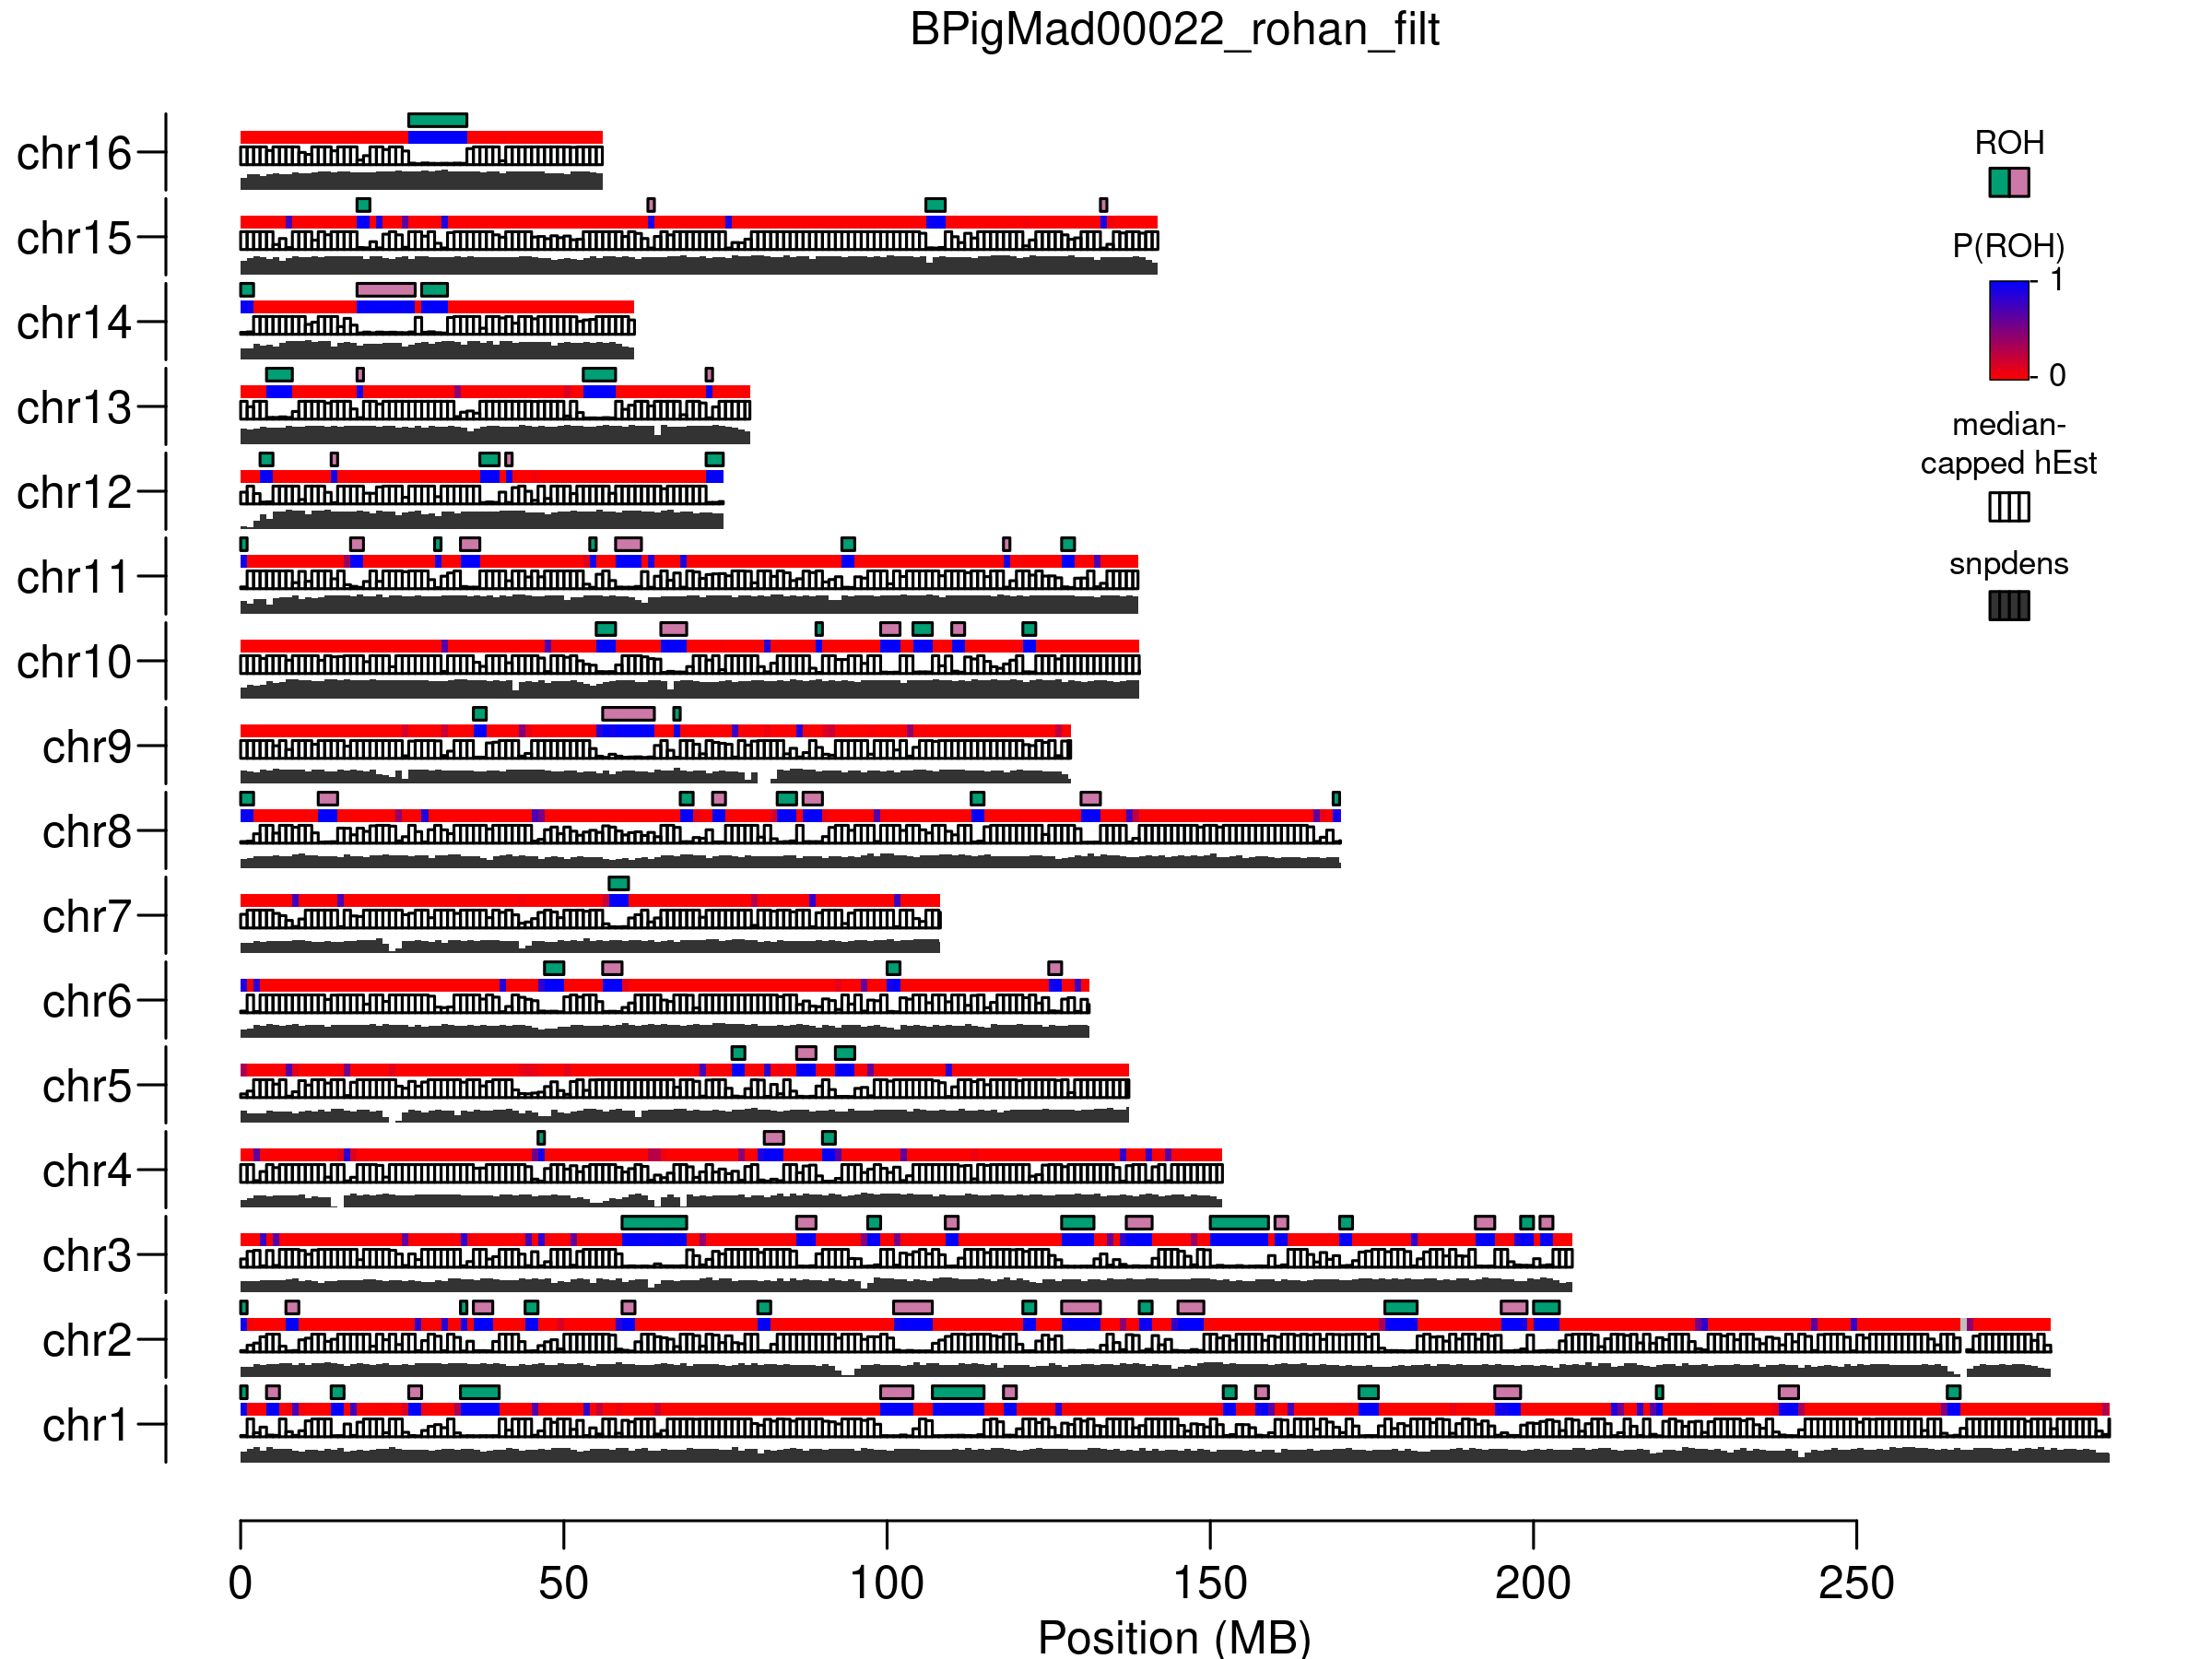 BPigMad00022_rohan_filt
chr16
chr15
chr14
chr13
chr12
chr11
chr10
chr9
chr8
chr7
chr6
chr5
chr4
chr3
chr2
chr1
ROH
P(ROH)
1
0
median-
capped hEst
snpdens
0 50 100 150 200 250
Position (MB)